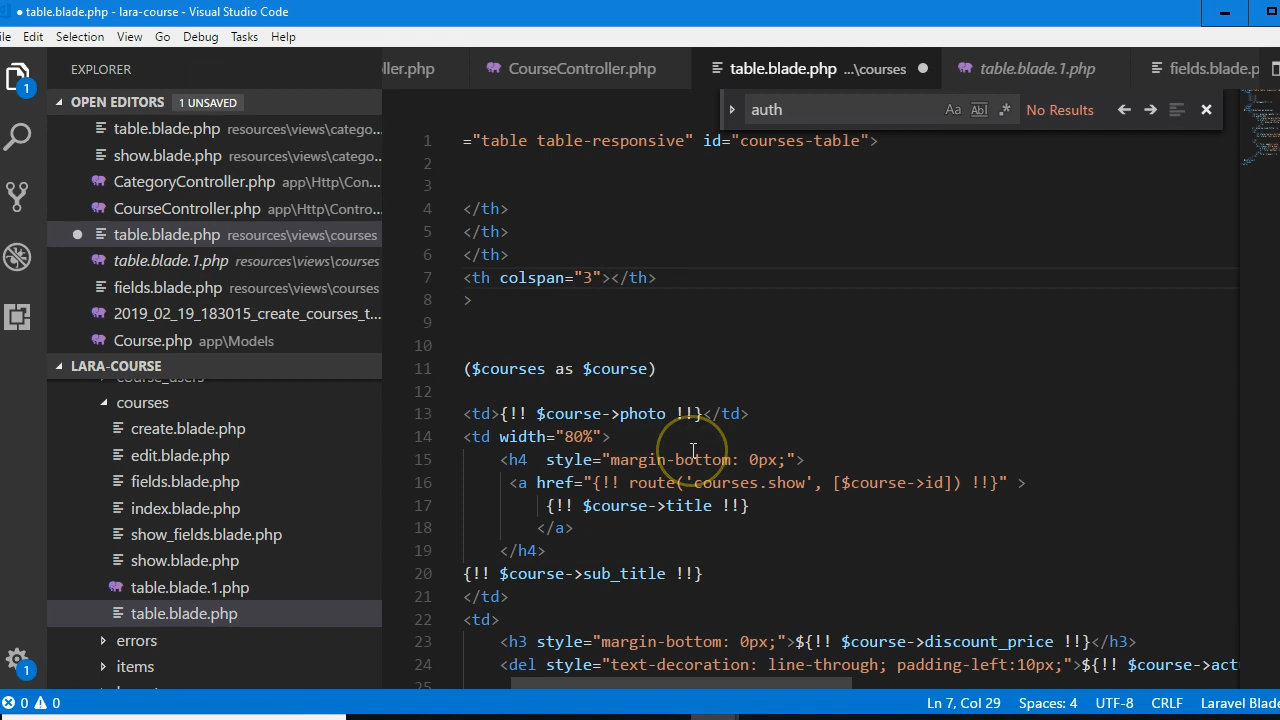 ● table.blade.php - lara-course - Visual Studio Code
ile Edit Selection View Go Debug Tasks Help
EXPLORER
ller.php CourseController.php table.blade.php ...\courses table.blade.1.php fields.blade.p
OPEN EDITORS 1 UNSAVED
auth Aa Abl .* No Results
table.blade.php resources\views\catego...
show.blade.php resources\views\catego...
CategoryController.php app\Http\Con...
CourseController.php app\Http\Contro...
table.blade.php resources\views\courses
table.blade.1.php resources\views\courses
fields.blade.php resources\views\courses
2019_02_19_183015_create_courses_t...
Course.php app\Models
LARA-COURSE
course_users
courses
create.blade.php
edit.blade.php
fields.blade.php
index.blade.php
show_fields.blade.php
show.blade.php
table.blade.1.php
table.blade.php
errors
items
1
1
1 ="table table-responsive" id="courses-table">
2
3
4 </th>
5 </th>
6 </th>
7 <th colspan="3"></th>
8 >
9
10
11 ($courses as $course)
12
13 <td>{!! $course->photo !!}</td>
14 <td width="80%">
15 <h4  style="margin-bottom: 0px;">
16 <a href="{!! route('courses.show', [$course->id]) !!}" >
17 {!! $course->title !!}
18 </a>
19 </h4>
20 {!! $course->sub_title !!}
21 </td>
22 <td>
23 <h3 style="margin-bottom: 0px;">${!! $course->discount_price !!}</h3>
24 <del style="text-decoration: line-through; padding-left:10px;">${!! $course->act
25
0 0 Ln 7, Col 29 Spaces: 4 UTF-8 CRLF Laravel Blade